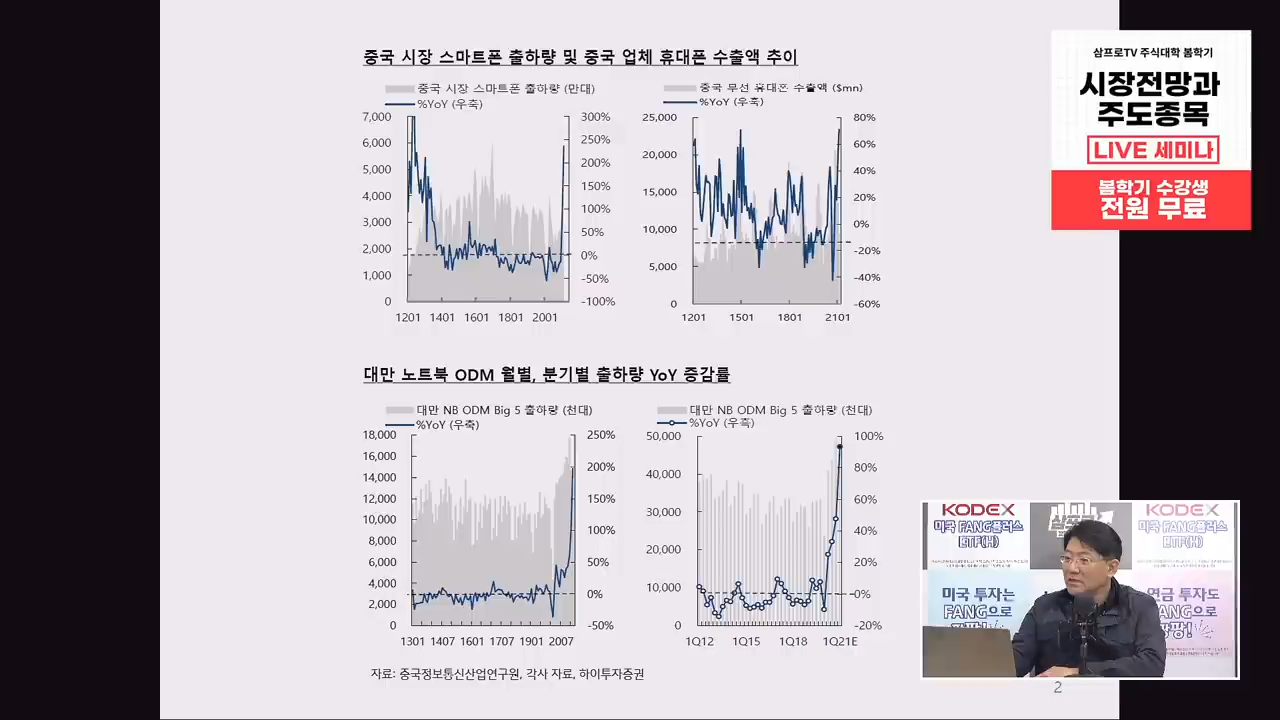 중국 시장 스마트폰 출하량 및 중국 업체 휴대폰 수출액 추이
중국 시장 스마트폰 출하량 (만대)
%YoY (우축)
7,000
6,000
5,000
4,000
3,000
2,000
1,000
0
300%
250%
200%
150%
100%
50%
0%
-50%
-100%
1201 1401 1601 1801 2001
중국 무선 휴대폰 수출액 ($mn)
%YoY (우축)
25,000
20,000
15,000
10,000
5,000
0
80%
60%
40%
20%
0%
-20%
-40%
-60%
1201 1501 1801 2101
대만 노트북 ODM 월별, 분기별 출하량 YoY 증감률
대만 NB ODM Big 5 출하량 (천대)
%YoY (우축)
18,000
16,000
14,000
12,000
10,000
8,000
6,000
4,000
2,000
0
250%
200%
150%
100%
50%
0%
-50%
1301 1407 1601 1707 1901 2007
대만 NB ODM Big 5 출하량 (천대)
%YoY (우측)
50,000
40,000
30,000
20,000
10,000
0
100%
80%
60%
40%
20%
0%
-20%
1Q12 1Q15 1Q18 1Q21E
자료: 중국정보통신산업연구원, 각사 자료, 하이투자증권
2
삼프로TV 주식대학 봄학기
시장전망과
주도종목
LIVE 세미나
봄학기 수강생
전원 무료
KODEX
미국 FANG플러스
ETF(H)
KODEX
미국 FANG플러스
ETF(H)
미국 투자는
FANG으로
연금 투자도
FANG으로